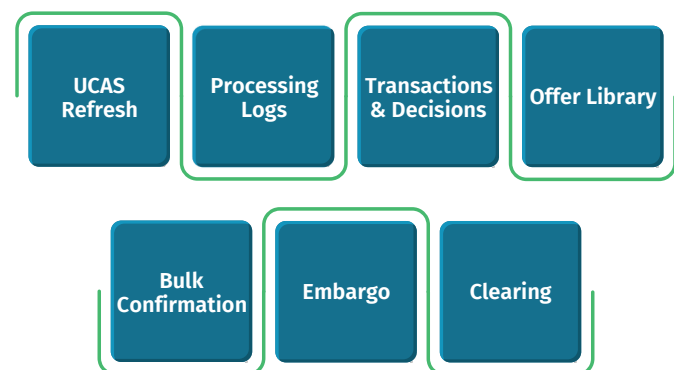 UCAS
Refresh
Processing
Logs
Transactions
& Decisions
Offer Library
Bulk
Confirmation
Embargo
Clearing